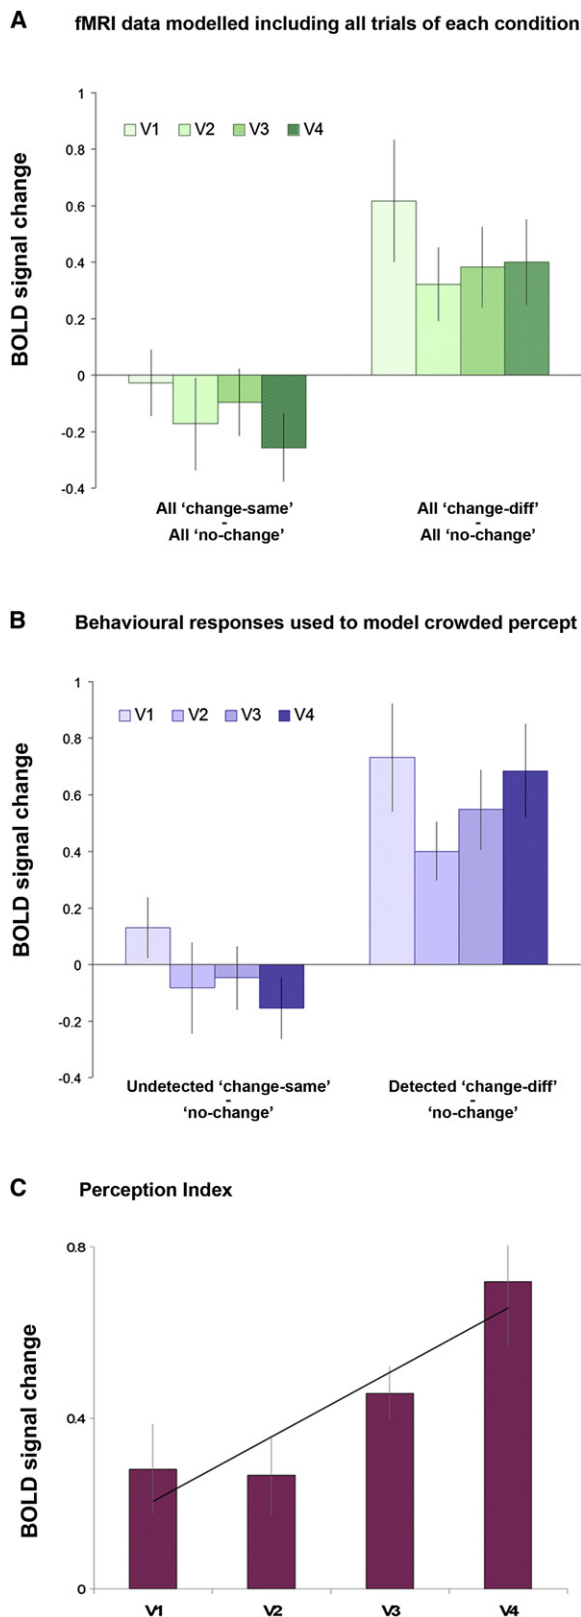 A fMRI data modelled including all trials of each condition
1
0.8
0.6
0.4
0.2
0
-0.2
-0.4
BOLD signal change
V1 V2 V3 V4
All ‘change-same’ All ‘change-diff’
- -
All ‘no-change’ All ‘no-change’
B Behavioural responses used to model crowded percept
1
0.8
0.6
0.4
0.2
0
-0.2
-0.4
BOLD signal change
V1 V2 V3 V4
Undetected ‘change-same’ Detected ‘change-diff’
- -
‘no-change’ ‘no-change’
C Perception Index
0.8
0.4
0
BOLD signal change
V1 V2 V3 V4